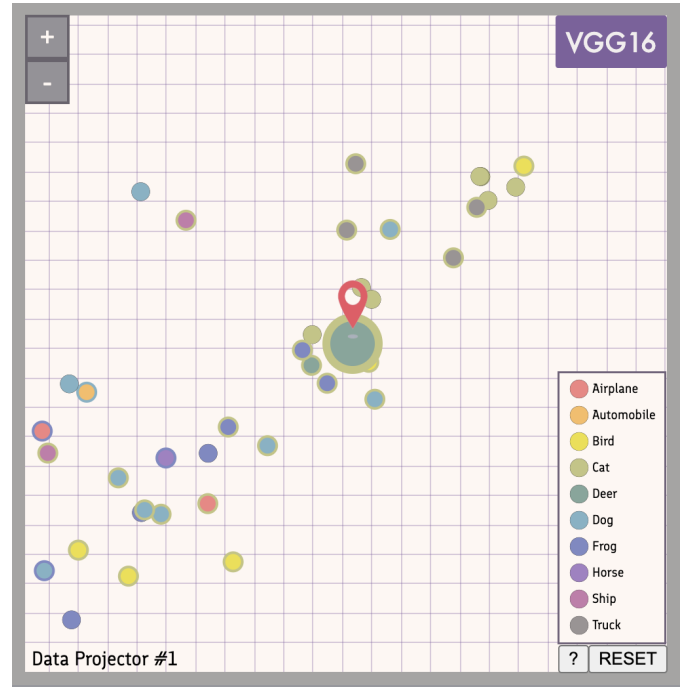 +
VGG16
-
Airplane
Automobile
Bird
Cat
Deer
Dog
Frog
Horse
Ship
Truck
Data Projector #1
? RESET